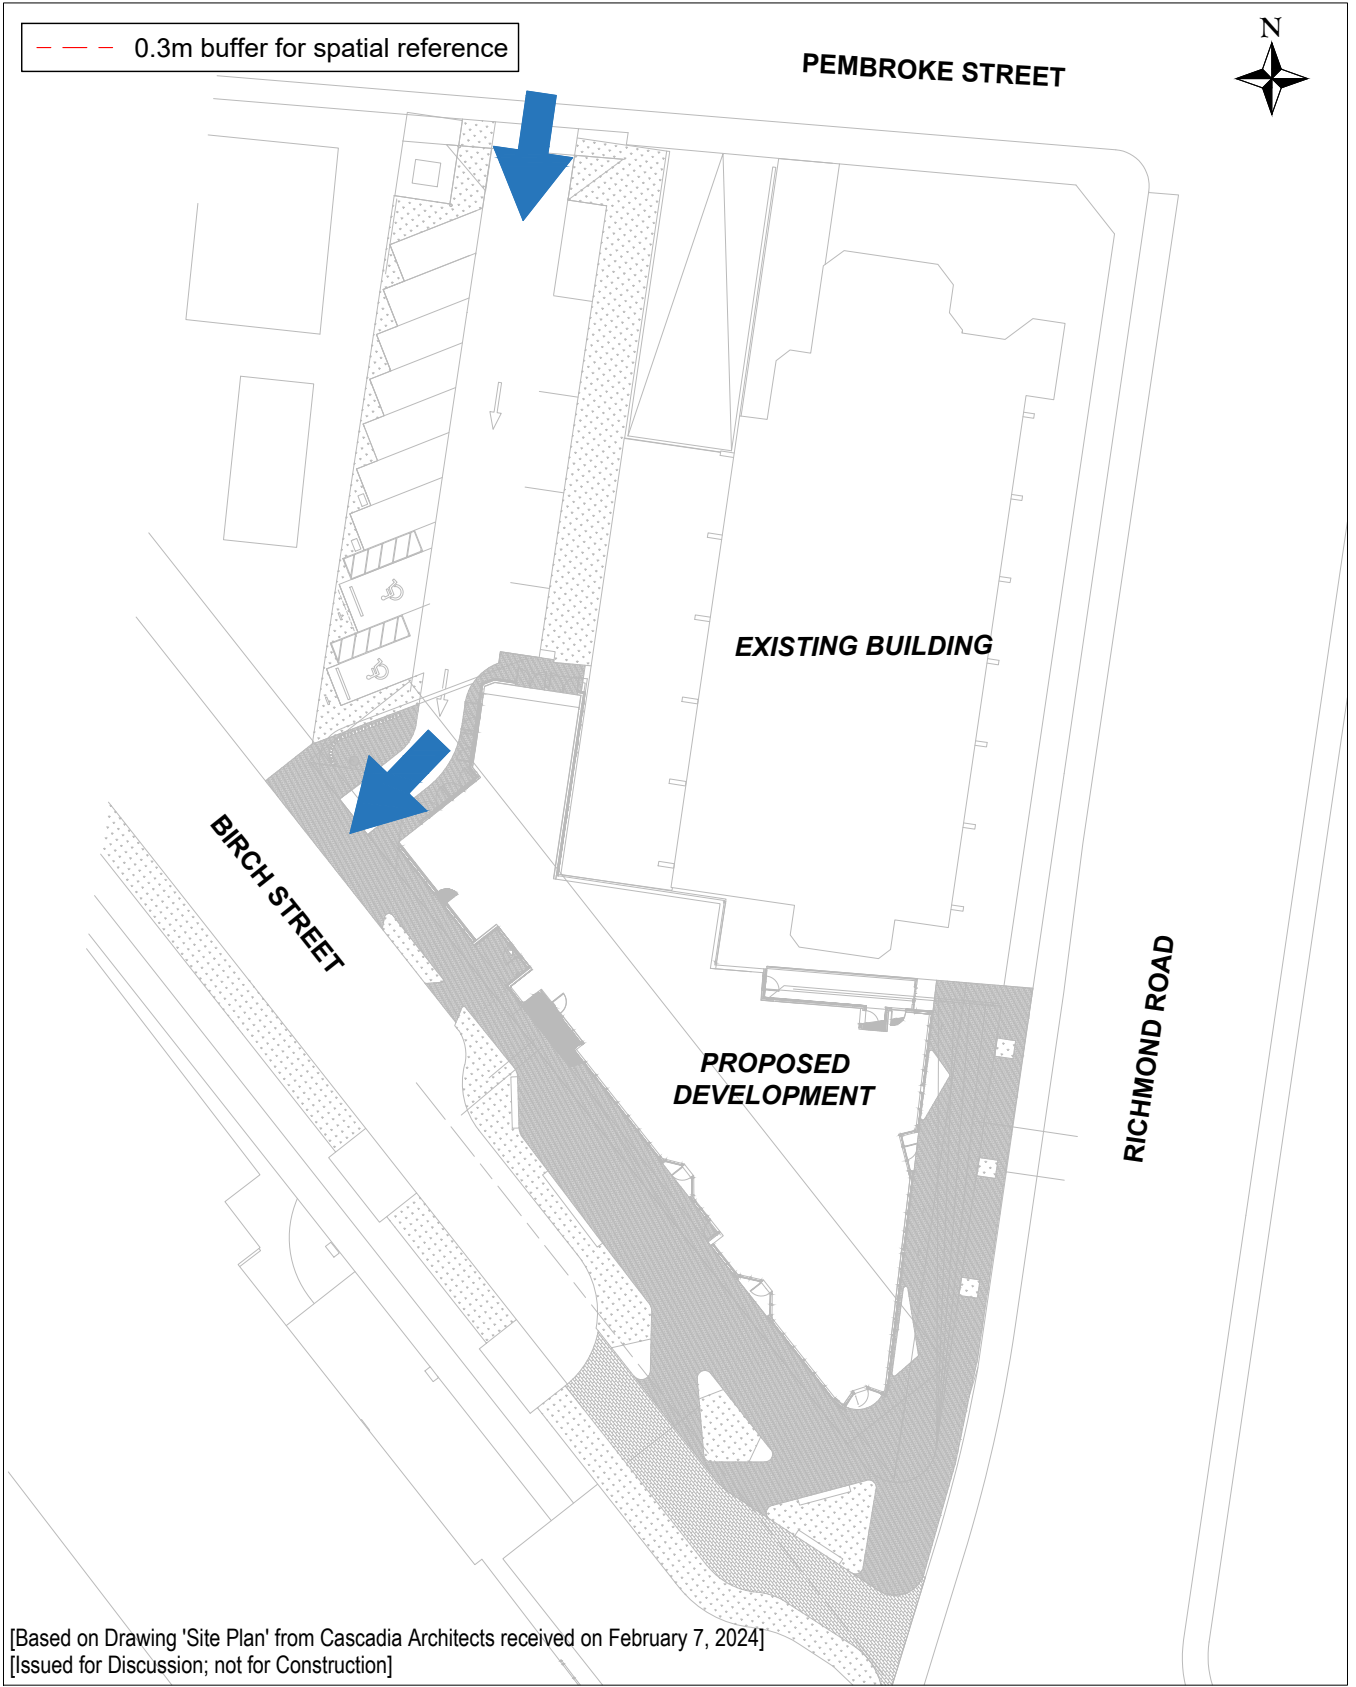 0.3m buffer for spatial reference
N
PEMBROKE STREET
EXISTING BUILDING
BIRCH STREET
RICHMOND ROAD
PROPOSED
DEVELOPMENT
[Based on Drawing 'Site Plan' from Cascadia Architects received on February 7, 2024]
[Issued for Discussion; not for Construction]